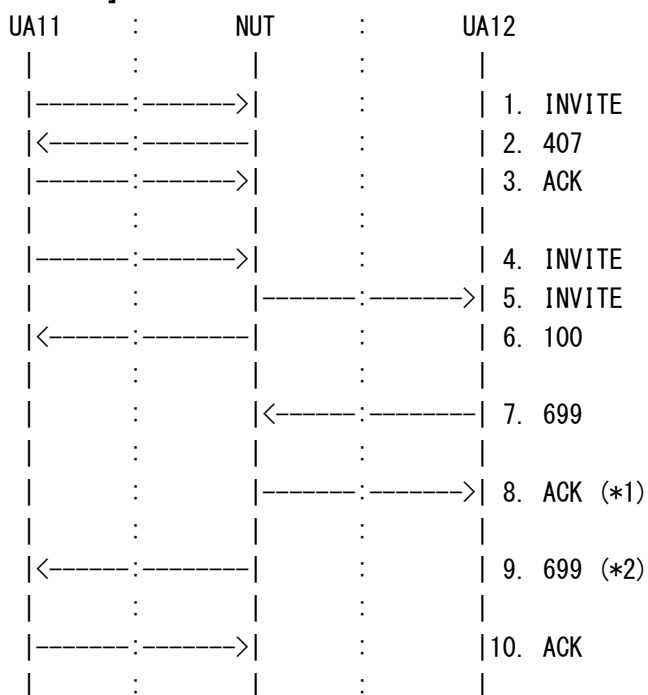 ]
UA11 : NUT : UA12
| : | : |
|------:------->| : | 1. INVITE
|<------:-------| : | 2. 407
|------:------->| : | 3. ACK
| : | : |
|------:------->| : | 4. INVITE
| : |------:------->| 5. INVITE
|<------:-------| : | 6. 100
| : | : |
| : |<------:-------| 7. 699
| : | : |
| : |------:------->| 8. ACK (*1)
| : | : |
|<------:-------| : | 9. 699 (*2)
| : | : |
|------:------->| : |10. ACK
| : | : |